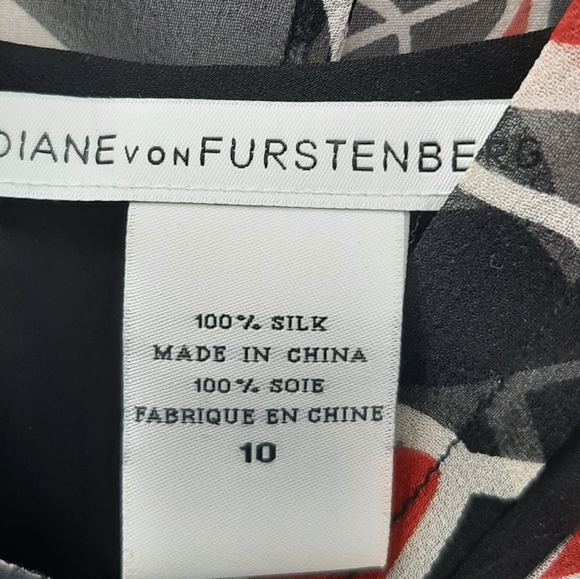 DIANE von FURSTENBERG
100% SILK
MADE IN CHINA
100% SOIE
FABRIQUE EN CHINE
10